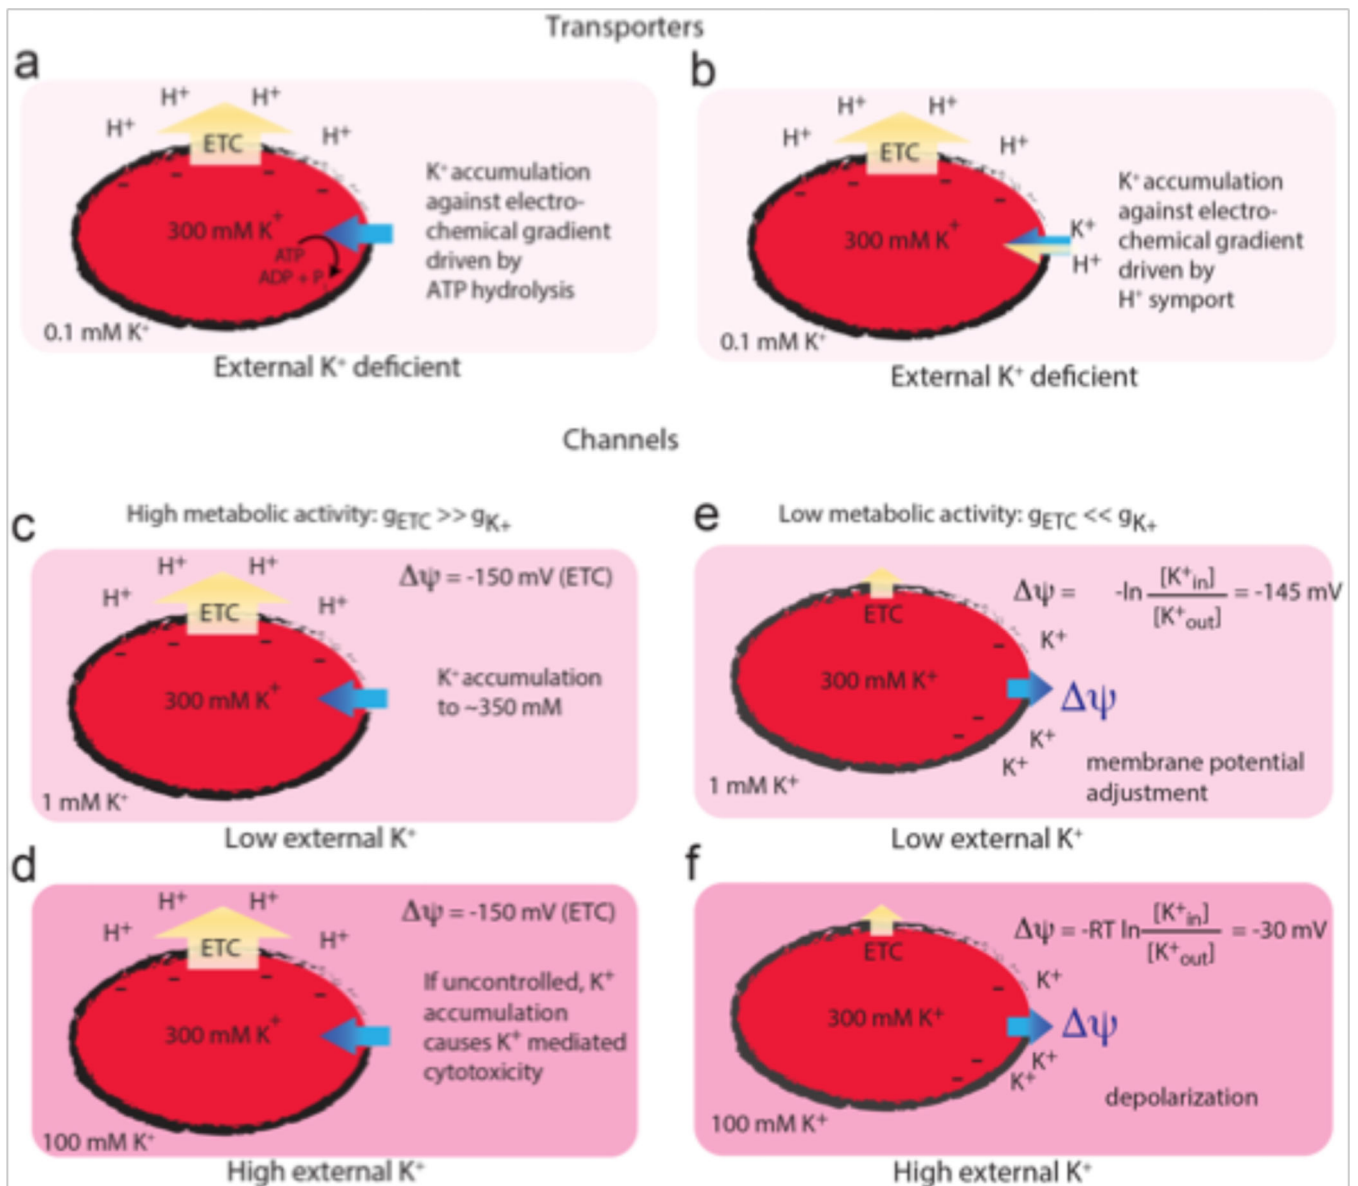 Transporters
a
H⁺ H⁺
H⁺ ETC H⁺
300 mM K⁺
ATP
ADP + Pi
K⁺ accumulation
against electro-
chemical gradient
driven by
ATP hydrolysis
0.1 mM K⁺
External K⁺ deficient
b
H⁺ H⁺
H⁺ ETC H⁺
300 mM K⁺
K⁺
H⁺
K⁺ accumulation
against electro-
chemical gradient
driven by
H⁺ symport
0.1 mM K⁺
External K⁺ deficient
Channels
c
High metabolic activity: gETC >> gK+
H⁺ H⁺
H⁺ ETC H⁺
Δψ = -150 mV (ETC)
300 mM K⁺
K⁺ accumulation
to ~350 mM
1 mM K⁺
Low external K⁺
e
Low metabolic activity: gETC << gK+
ETC
Δψ = -ln [K⁺in] / [K⁺out] = -145 mV
K⁺
300 mM K⁺
Δψ
K⁺
K⁺
membrane potential
adjustment
1 mM K⁺
Low external K⁺
d
H⁺ H⁺
H⁺ ETC H⁺
Δψ = -150 mV (ETC)
300 mM K⁺
If uncontrolled, K⁺
accumulation
causes K⁺ mediated
cytotoxicity
100 mM K⁺
High external K⁺
f
ETC
Δψ = -RT ln [K⁺in] / [K⁺out] = -30 mV
K⁺
300 mM K⁺
Δψ
K⁺
K⁺
depolarization
100 mM K⁺
High external K⁺